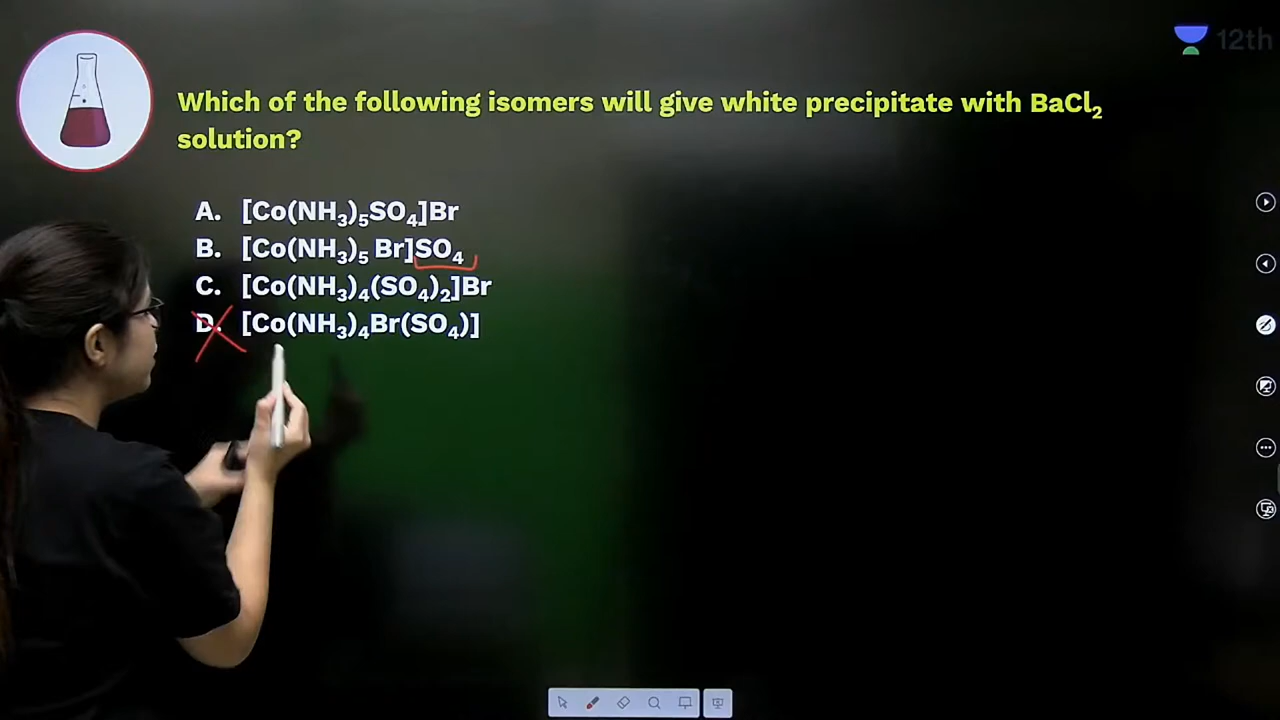 12th
Which of the following isomers will give white precipitate with BaCl₂
solution?
A. [Co(NH₃)₅SO₄]Br
B. [Co(NH₃)₅ Br]SO₄
C. [Co(NH₃)₄(SO₄)₂]Br
D. [Co(NH₃)₄Br(SO₄)]